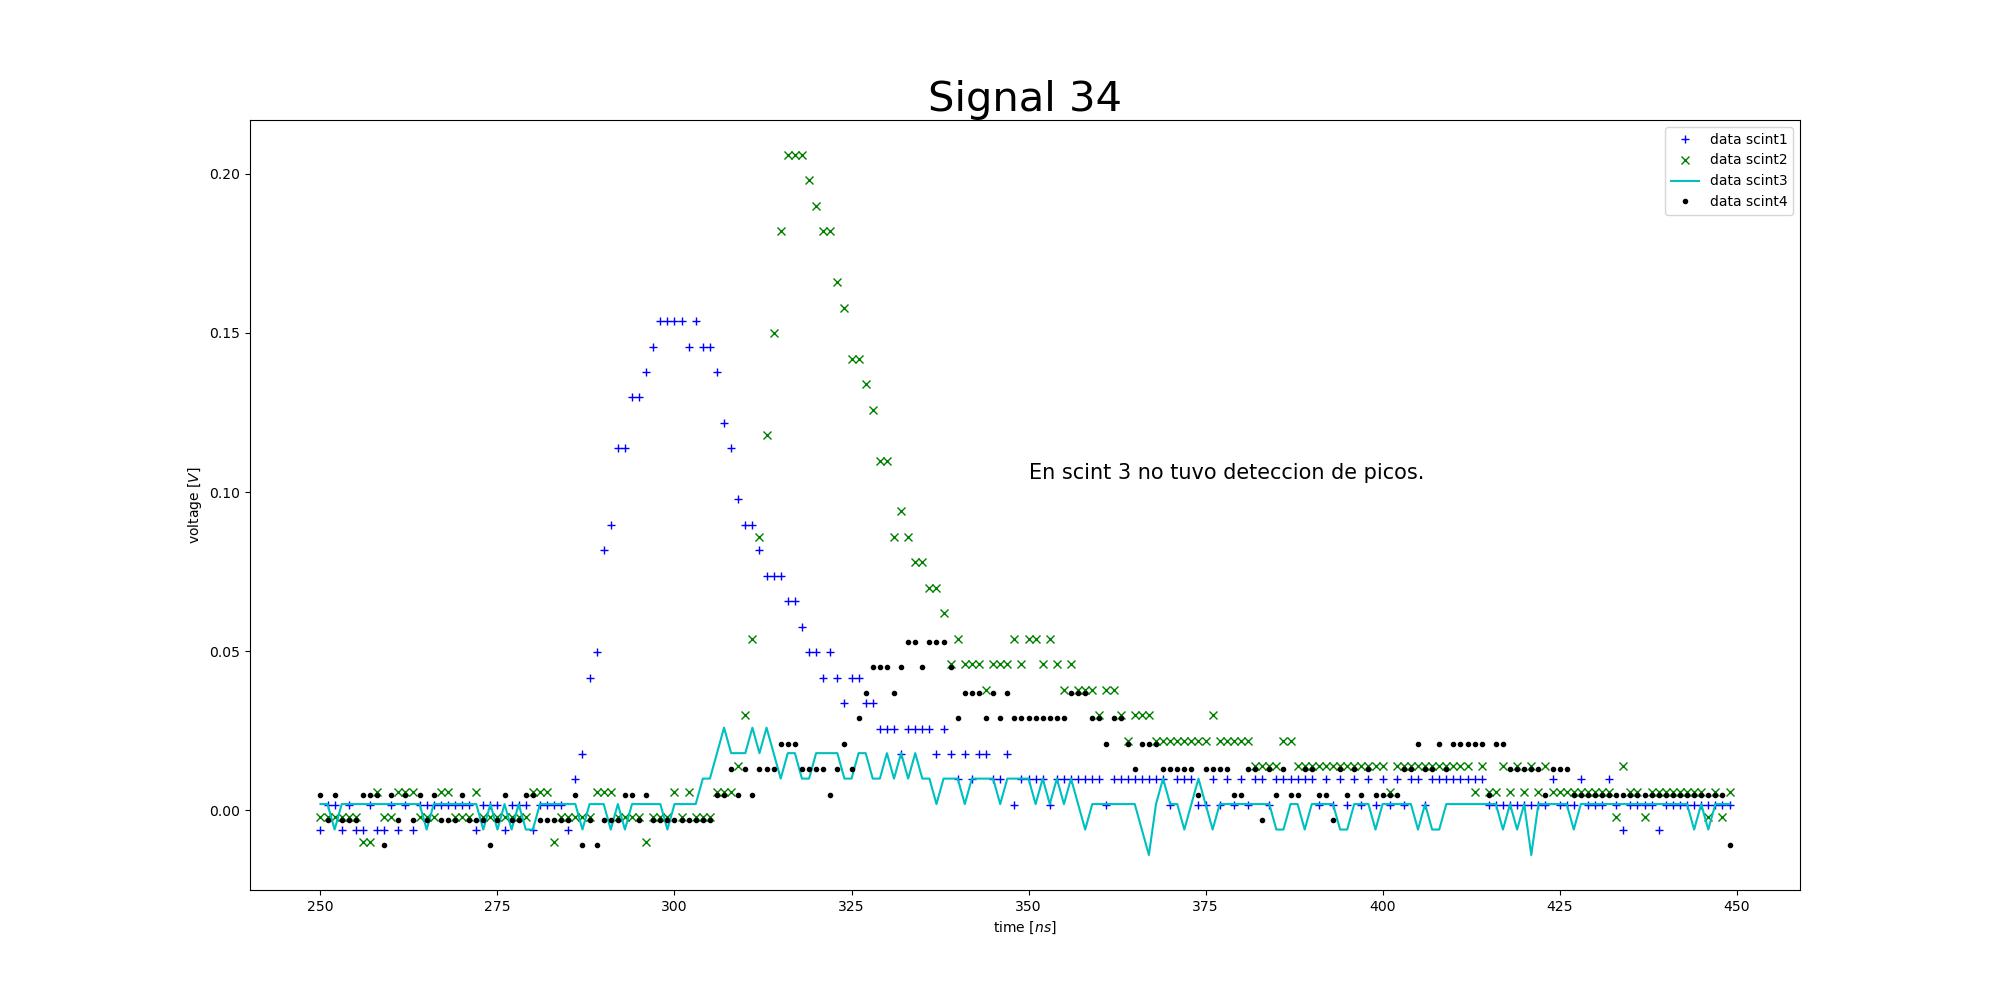 Signal 34
data scint1
data scint2
data scint3
data scint4
En scint 3 no tuvo deteccion de picos.
voltage [V]
0.20
0.15
0.10
0.05
0.00
250 275 300 325 350 375 400 425 450
time [ns]